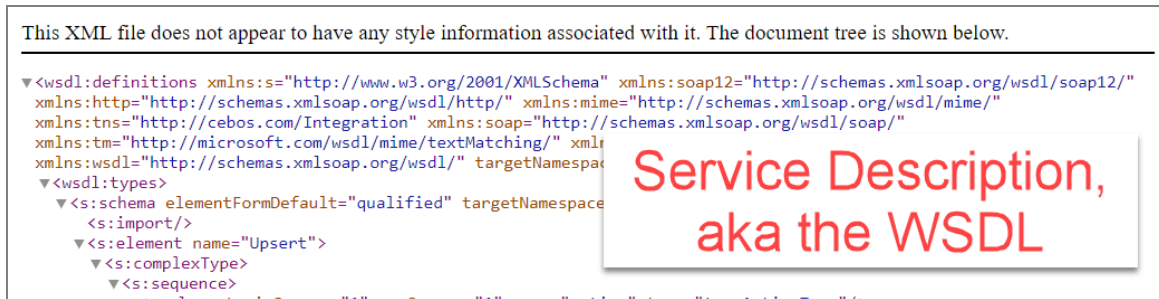 This XML file does not appear to have any style information associated with it. The document tree is shown below.
▼<wsdl:definitions xmlns:s="http://www.w3.org/2001/XMLSchema" xmlns:soap12="http://schemas.xmlsoap.org/wsdl/soap12/"
xmlns:http="http://schemas.xmlsoap.org/wsdl/http/" xmlns:mime="http://schemas.xmlsoap.org/wsdl/mime/"
xmlns:tns="http://cebos.com/Integration" xmlns:soap="http://schemas.xmlsoap.org/wsdl/soap/"
xmlns:tm="http://microsoft.com/wsdl/mime/textMatching/"
xmlns:wsdl="http://schemas.xmlsoap.org/wsdl/"
▼<wsdl:types>
▼<s:schema elementFormDefault="qualified"
<s:import/>
▼<s:element name="Upsert">
▼<s:complexType>
▼<s:sequence>
Service Description,
aka the WSDL